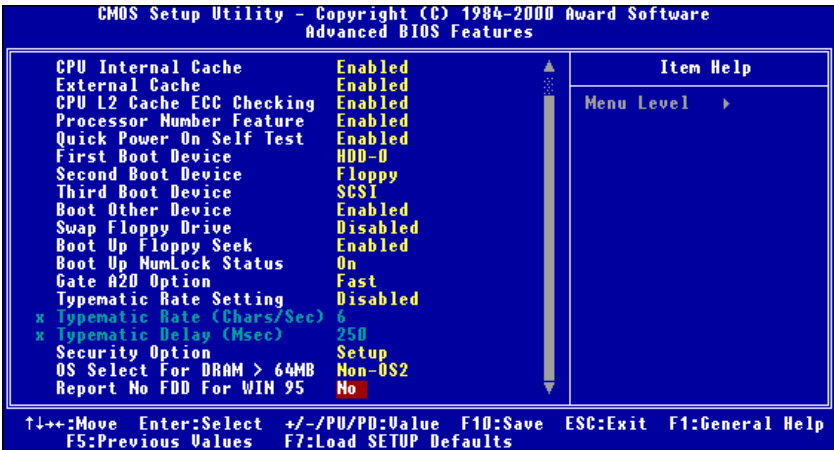 CMOS Setup Utility - Copyright (C) 1984-2000 Award Software
Advanced BIOS Features
CPU Internal Cache Enabled
External Cache Enabled
CPU L2 Cache ECC Checking Enabled
Processor Number Feature Enabled
Quick Power On Self Test Enabled
First Boot Device HDD-0
Second Boot Device Floppy
Third Boot Device SCSI
Boot Other Device Enabled
Swap Floppy Drive Disabled
Boot Up Floppy Seek Enabled
Boot Up NumLock Status On
Gate A20 Option Fast
Typematic Rate Setting Disabled
x Typematic Rate (Chars/Sec) 6
x Typematic Delay (Msec) 250
Security Option Setup
OS Select For DRAM > 64MB Non-OS2
Report No FDD For WIN 95 No
Item Help
Menu Level ▸
↑↓→←:Move Enter:Select +/-/PU/PD:Value F10:Save ESC:Exit F1:General Help
F5:Previous Values F7:Load SETUP Defaults